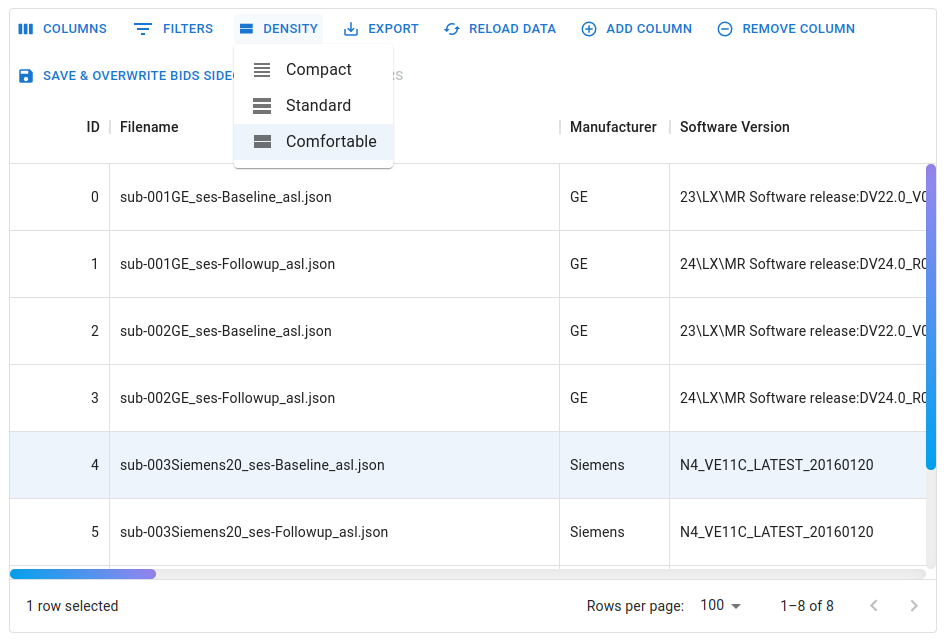 COLUMNS FILTERS DENSITY EXPORT RELOAD DATA ADD COLUMN REMOVE COLUMN
SAVE & OVERWRITE BIDS
Compact
Standard
Comfortable
ID Filename Manufacturer Software Version
0 sub-001GE_ses-Baseline_asl.json GE 23\LX\MR Software release:DV22.0_V0
1 sub-001GE_ses-Followup_asl.json GE 24\LX\MR Software release:DV24.0_R0
2 sub-002GE_ses-Baseline_asl.json GE 23\LX\MR Software release:DV22.0_V0
3 sub-002GE_ses-Followup_asl.json GE 24\LX\MR Software release:DV24.0_R0
4 sub-003Siemens20_ses-Baseline_asl.json Siemens N4_VE11C_LATEST_20160120
5 sub-003Siemens20_ses-Followup_asl.json Siemens N4_VE11C_LATEST_20160120
1 row selected Rows per page: 100 1–8 of 8